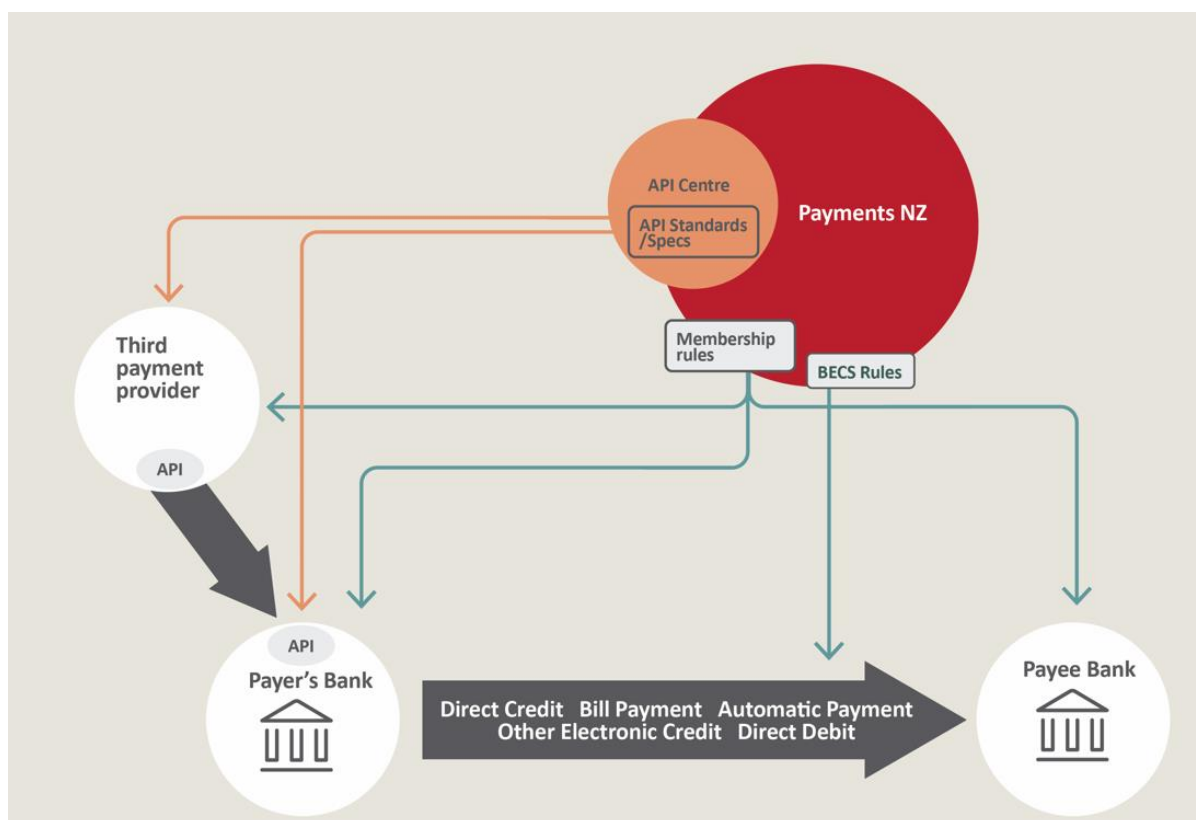 API Centre
API Standards
/Specs
Payments NZ
Membership
rules
BECS Rules
Third
payment
provider
API
API
Payer’s Bank
Direct Credit Bill Payment Automatic Payment
Other Electronic Credit Direct Debit
Payee Bank